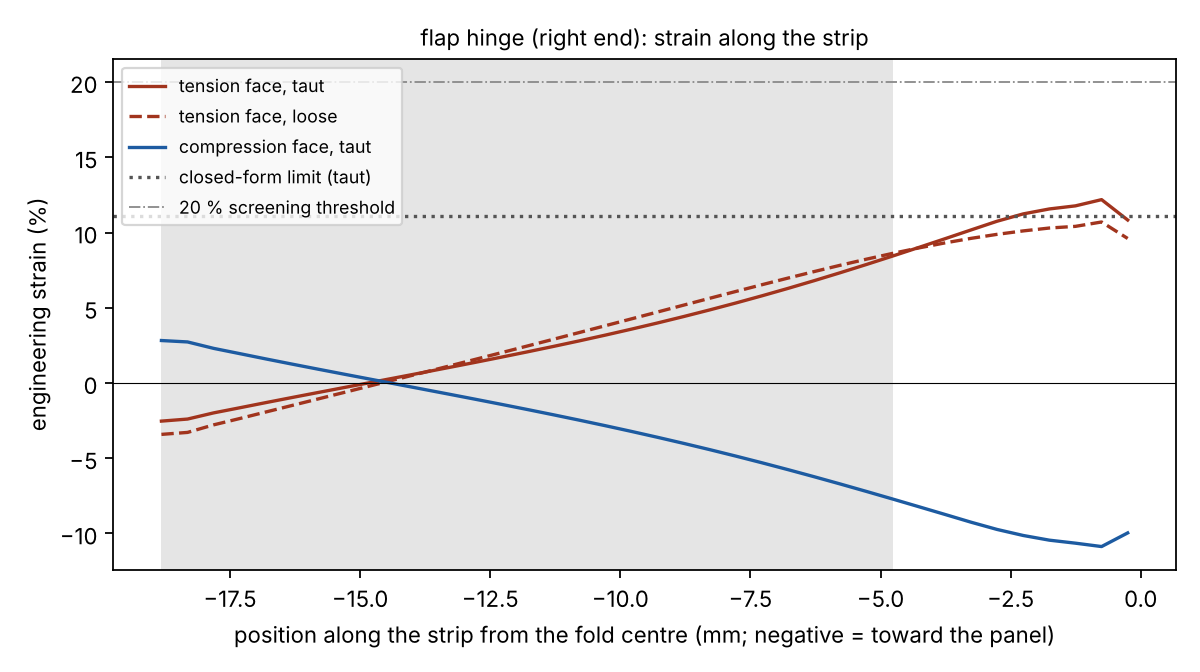 flap hinge (right end): strain along the strip
tension face, taut
tension face, loose
compression face, taut
closed-form limit (taut)
20 % screening threshold
engineering strain (%)
20
15
10
5
0
−5
−10
−17.5 −15.0 −12.5 −10.0 −7.5 −5.0 −2.5 0.0
position along the strip from the fold centre (mm; negative = toward the panel)